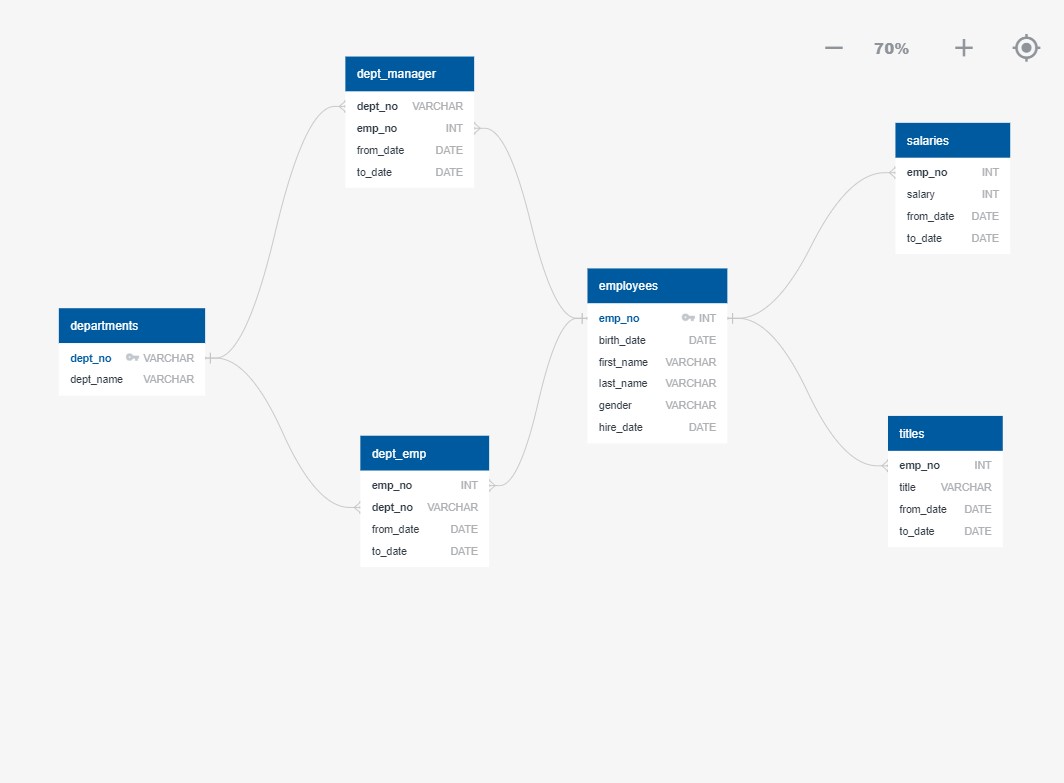 70%
dept_manager
dept_no VARCHAR
emp_no INT
from_date DATE
to_date DATE
salaries
emp_no INT
salary INT
from_date DATE
to_date DATE
employees
emp_no INT
birth_date DATE
first_name VARCHAR
last_name VARCHAR
gender VARCHAR
hire_date DATE
departments
dept_no VARCHAR
dept_name VARCHAR
dept_emp
emp_no INT
dept_no VARCHAR
from_date DATE
to_date DATE
titles
emp_no INT
title VARCHAR
from_date DATE
to_date DATE